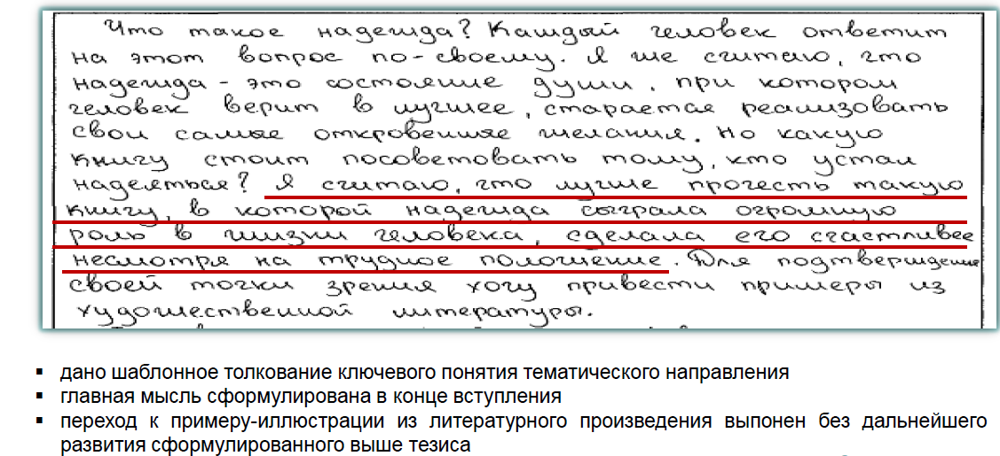 Что такое надежда? Каждый человек ответит
на этот вопрос по-своему. Я же считаю, что
надежда - это состояние души, при котором
человек верит в лучшее, старается реализовать
свои самые откровенные желания. Но какую
книгу стоит посоветовать тому, кто устал
надеяться? Я считаю, что лучше прочесть такую
книгу, в которой надежда сыграла огромную
роль в жизни человека, сделала его счастливее
несмотря на трудное положение. Для подтверждения
своей точки зрения хочу привести примеры из
художественной литературы.
▪ дано шаблонное толкование ключевого понятия тематического направления
▪ главная мысль сформулирована в конце вступления
▪ переход к примеру-иллюстрации из литературного произведения выпонен без дальнейшего
развития сформулированного выше тезиса